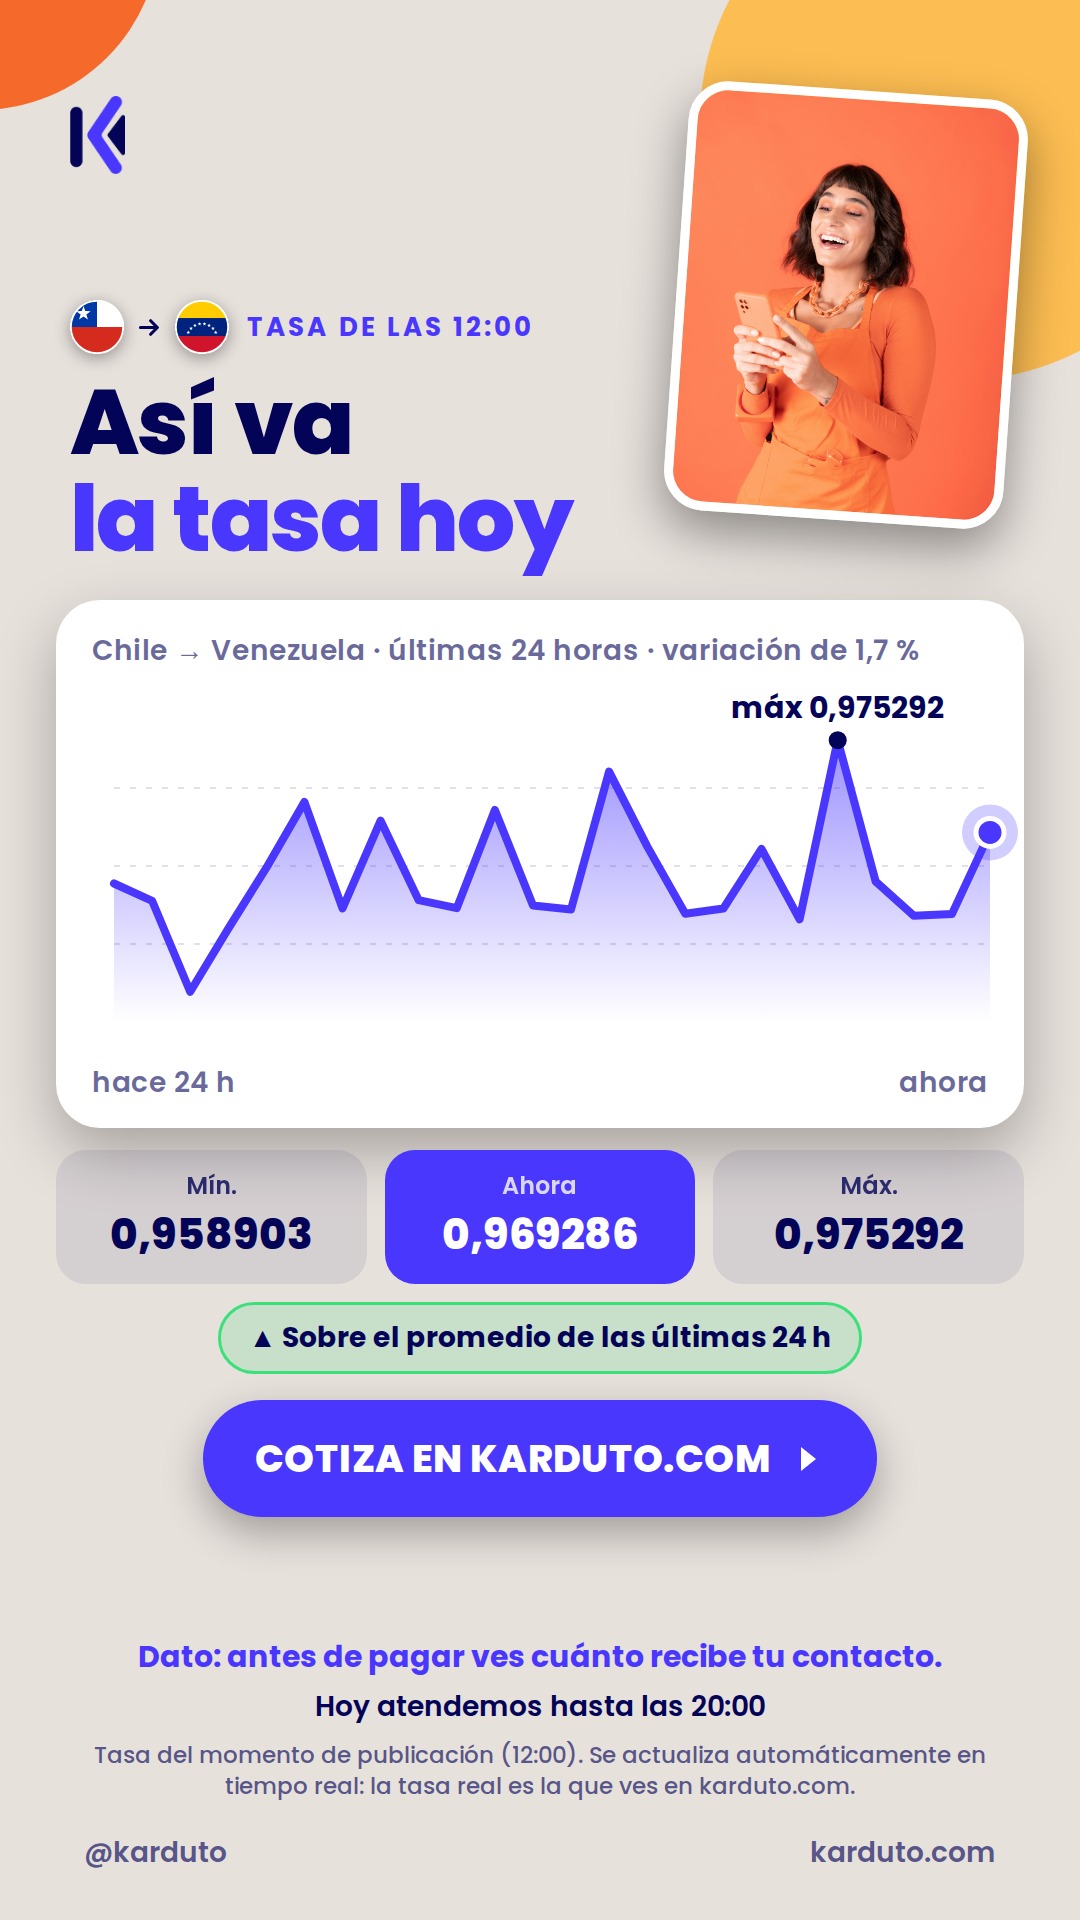 TASA DE LAS 12:00
Así va
la tasa hoy
Chile → Venezuela · últimas 24 horas · variación de 1,7 %
máx 0,975292
hace 24 h
ahora
Mín.
0,958903
Ahora
0,969286
Máx.
0,975292
▲ Sobre el promedio de las últimas 24 h
COTIZA EN KARDUTO.COM
Dato: antes de pagar ves cuánto recibe tu contacto.
Hoy atendemos hasta las 20:00
Tasa del momento de publicación (12:00). Se actualiza automáticamente en
tiempo real: la tasa real es la que ves en karduto.com.
@karduto
karduto.com